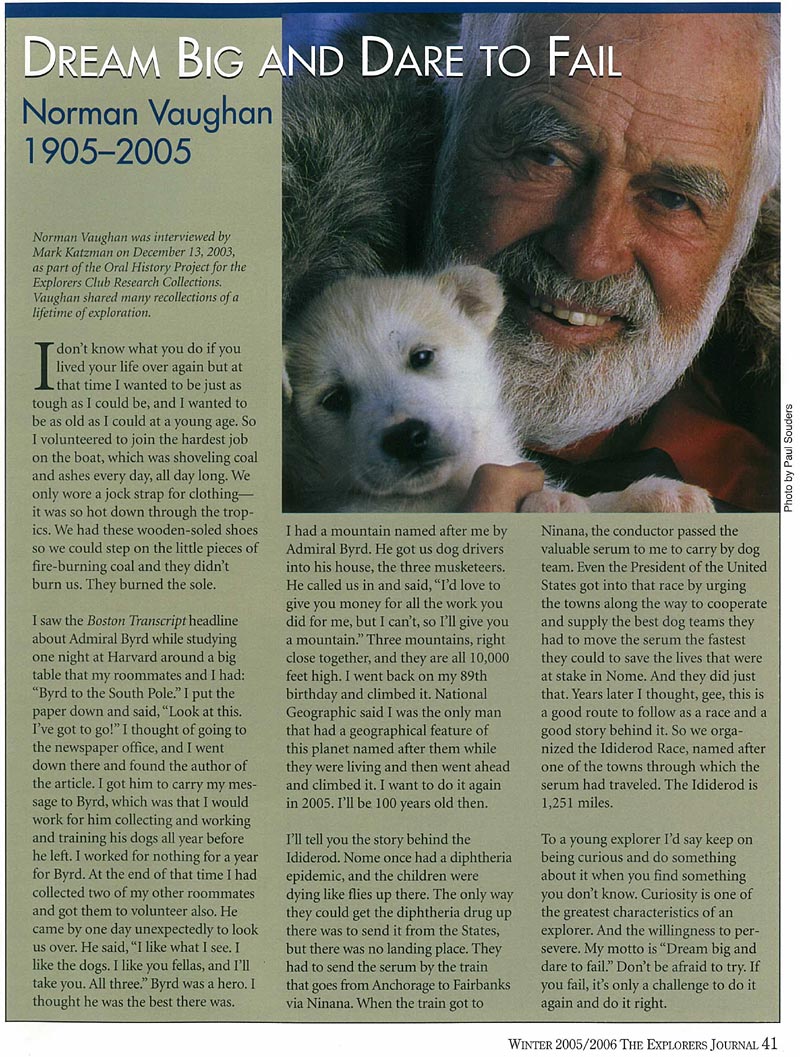 DREAM BIG AND DARE TO FAIL
Norman Vaughan
1905–2005
Norman Vaughan was interviewed by
Mark Katzman on December 13, 2003,
as part of the Oral History Project for the
Explorers Club Research Collections.
Vaughan shared many recollections of a
lifetime of exploration.
I don't know what you do if you
lived your life over again but at
that time I wanted to be just as
tough as I could be, and I wanted to
be as old as I could at a young age. So
I volunteered to join the hardest job
on the boat, which was shoveling coal
and ashes every day, all day long. We
only wore a jock strap for clothing—
it was so hot down through the trop-
ics. We had these wooden-soled shoes
so we could step on the little pieces of
fire-burning coal and they didn't
burn us. They burned the sole.
I saw the Boston Transcript headline
about Admiral Byrd while studying
one night at Harvard around a big
table that my roommates and I had:
“Byrd to the South Pole.” I put the
paper down and said, “Look at this.
I've got to go!” I thought of going to
the newspaper office, and I went
down there and found the author of
the article. I got him to carry my mes-
sage to Byrd, which was that I would
work for him collecting and working
and training his dogs all year before
he left. I worked for nothing for a year
for Byrd. At the end of that time I had
collected two of my other roommates
and got them to volunteer also. He
came by one day unexpectedly to look
us over. He said, “I like what I see. I
like the dogs. I like you fellas, and I'll
take you. All three.” Byrd was a hero. I
thought he was the best there was.
I had a mountain named after me by
Admiral Byrd. He got us dog drivers
into his house, the three musketeers.
He called us in and said, “I'd love to
give you money for all the work you
did for me, but I can't, so I'll give you
a mountain.” Three mountains, right
close together, and they are all 10,000
feet high. I went back on my 89th
birthday and climbed it. National
Geographic said I was the only man
that had a geographical feature of
this planet named after them while
they were living and then went ahead
and climbed it. I want to do it again
in 2005. I'll be 100 years old then.
I'll tell you the story behind the
Ididerod. Nome once had a diphtheria
epidemic, and the children were
dying like flies up there. The only way
they could get the diphtheria drug up
there was to send it from the States,
but there was no landing place. They
had to send the serum by the train
that goes from Anchorage to Fairbanks
via Ninana. When the train got to
Ninana, the conductor passed the
valuable serum to me to carry by dog
team. Even the President of the United
States got into that race by urging
the towns along the way to cooperate
and supply the best dog teams they
had to move the serum the fastest
they could to save the lives that were
at stake in Nome. And they did just
that. Years later I thought, gee, this is
a good route to follow as a race and a
good story behind it. So we orga-
nized the Ididerod Race, named after
one of the towns through which the
serum had traveled. The Ididerod is
1,251 miles.
To a young explorer I'd say keep on
being curious and do something
about it when you find something
you don't know. Curiosity is one of
the greatest characteristics of an
explorer. And the willingness to per-
severe. My motto is “Dream big and
dare to fail.” Don't be afraid to try. If
you fail, it's only a challenge to do it
again and do it right.
Photo by Paul Souders
WINTER 2005/2006 THE EXPLORERS JOURNAL 41